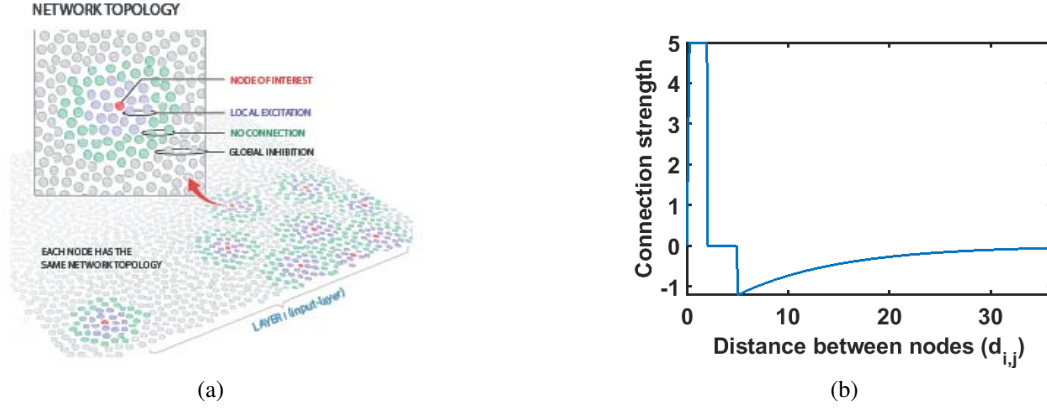 NETWORK TOPOLOGY
NODE OF INTEREST
LOCAL EXCITATION
NO CONNECTION
GLOBAL INHIBITION
EACH NODE HAS THE
SAME NETWORK TOPOLOGY
LAYER I (input-layer)
(a)
Connection strength
5
4
3
2
1
0
-1
0
10
20
30
Distance between nodes (d_{i,j})
(b)